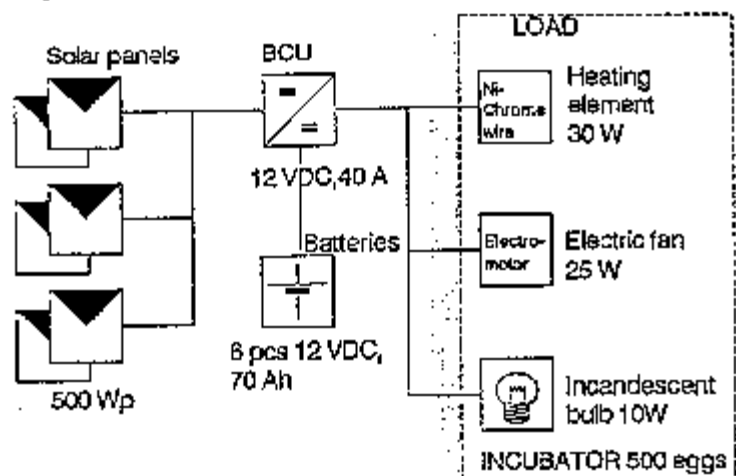 Solar panels
500 Wp
BCU
12 VDC,40 A
Batteries
6 pcs 12 VDC,
70 Ah
LOAD
Ni-
Chrome
wire
Heating
element
30 W
Electro-
motor
Electric fan
25 W
Incandescent
bulb 10W
INCUBATOR 500 eggs